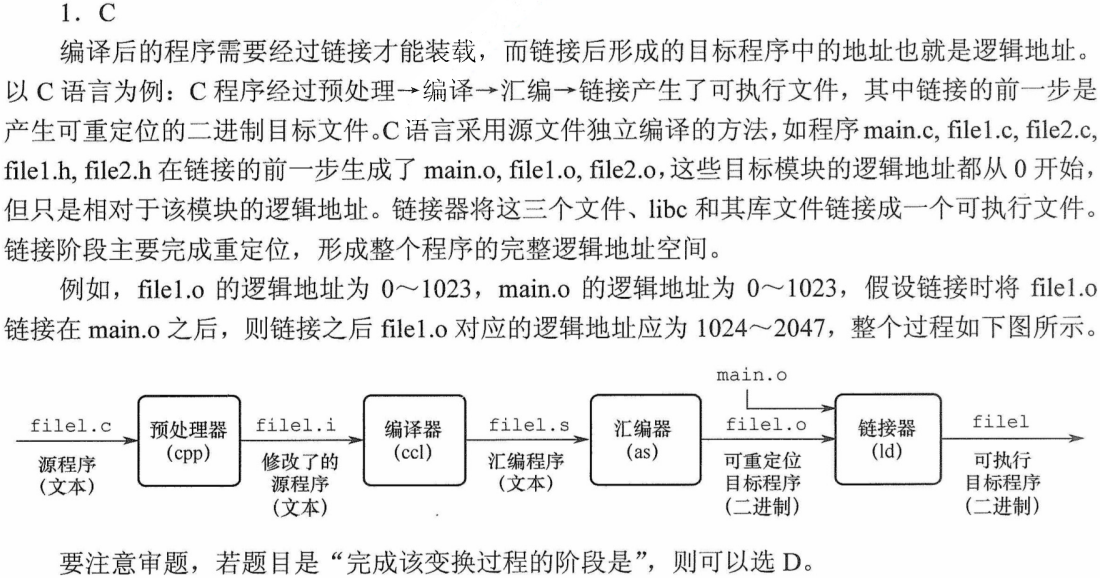 1. C
编译后的程序需要经过链接才能装载，而链接后形成的目标程序中的地址也就是逻辑地址。
以 C 语言为例：C 程序经过预处理→编译→汇编→链接产生了可执行文件，其中链接的前一步是
产生可重定位的二进制目标文件。C 语言采用源文件独立编译的方法，如程序 main.c, file1.c, file2.c,
file1.h, file2.h 在链接的前一步生成了 main.o, file1.o, file2.o，这些目标模块的逻辑地址都从 0 开始，
但只是相对于该模块的逻辑地址。链接器将这三个文件、libc 和其库文件链接成一个可执行文件。
链接阶段主要完成重定位，形成整个程序的完整逻辑地址空间。
例如，file1.o 的逻辑地址为 0～1023，main.o 的逻辑地址为 0～1023，假设链接时将 file1.o
链接在 main.o 之后，则链接之后 file1.o 对应的逻辑地址应为 1024～2047，整个过程如下图所示。
main.o
file1.c
预处理器
(cpp)
file1.i
编译器
(ccl)
file1.s
汇编器
(as)
file1.o
链接器
(ld)
file1
源程序
(文本)
修改了的
源程序
(文本)
汇编程序
(文本)
可重定位
目标程序
(二进制)
可执行
目标程序
(二进制)
要注意审题，若题目是“完成该变换过程的阶段是”，则可以选 D。